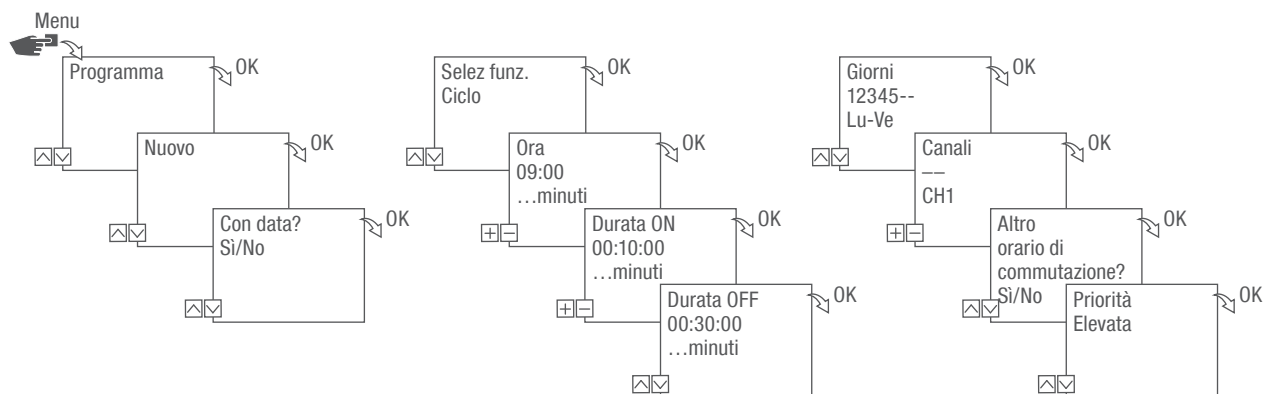 Menu
Programma
OK
Nuovo
OK
Con data?
Sì/No
OK
Selez funz.
Ciclo
OK
Ora
09:00
…minuti
OK
Durata ON
00:10:00
…minuti
OK
Durata OFF
00:30:00
…minuti
OK
Giorni
12345--
Lu-Ve
OK
Canali
––
CH1
OK
Altro
orario di
commutazione?
Sì/No
OK
Priorità
Elevata
OK